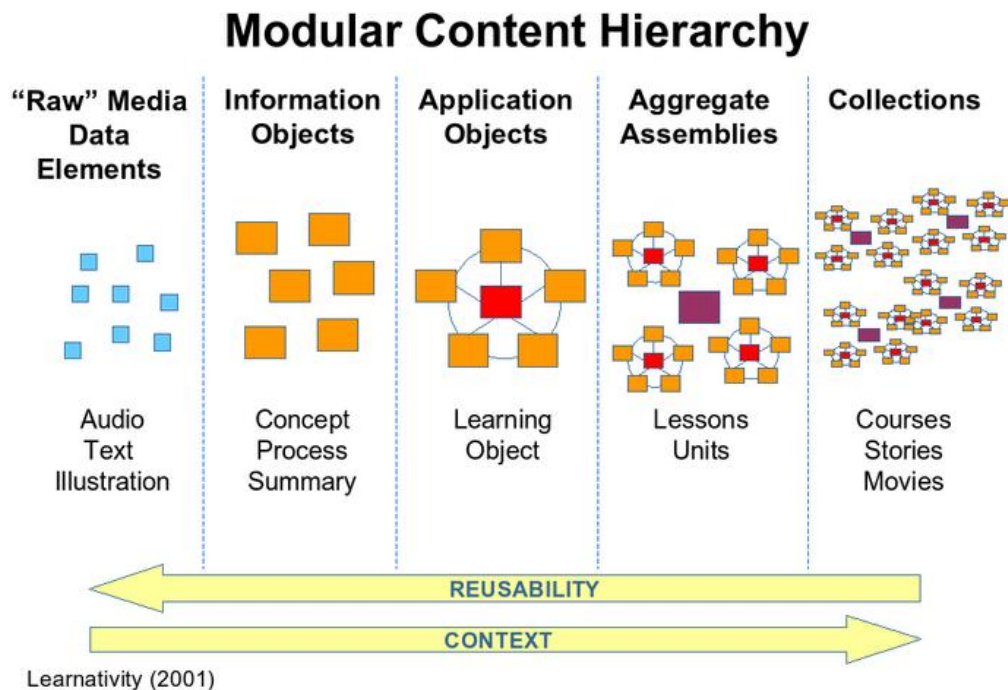 Modular Content Hierarchy
“Raw” Media
Data
Elements
Information
Objects
Application
Objects
Aggregate
Assemblies
Collections
Audio
Text
Illustration
Concept
Process
Summary
Learning
Object
Lessons
Units
Courses
Stories
Movies
REUSABILITY
CONTEXT
Learnativity (2001)